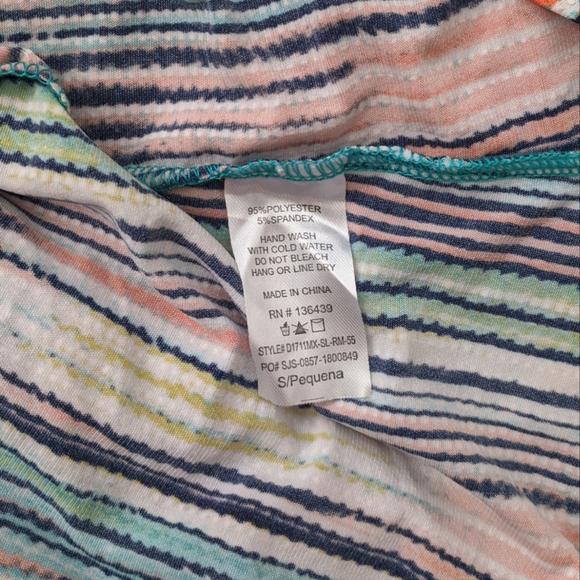 95%POLYESTER
5%SPANDEX
HAND WASH
WITH COLD WATER
DO NOT BLEACH
HANG OR LINE DRY
MADE IN CHINA
RN # 136439
STYLE# D1711MX-SL-RM-55
PO# SJS-0857-1800849
S/Pequena